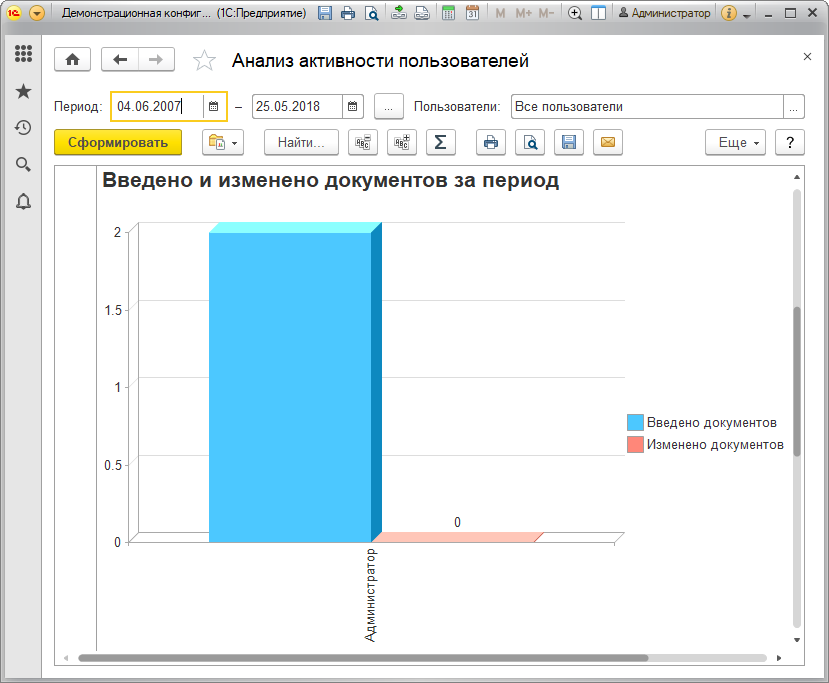 Демонстрационная конфиг... (1С:Предприятие)
M M+ M-
Администратор
Анализ активности пользователей
Период: 04.06.2007 – 25.05.2018 ... Пользователи: Все пользователи ...
Сформировать Найти... Σ Еще ?
Введено и изменено документов за период
2
1.5
1
0.5
0
0
Администратор
Введено документов
Изменено документов